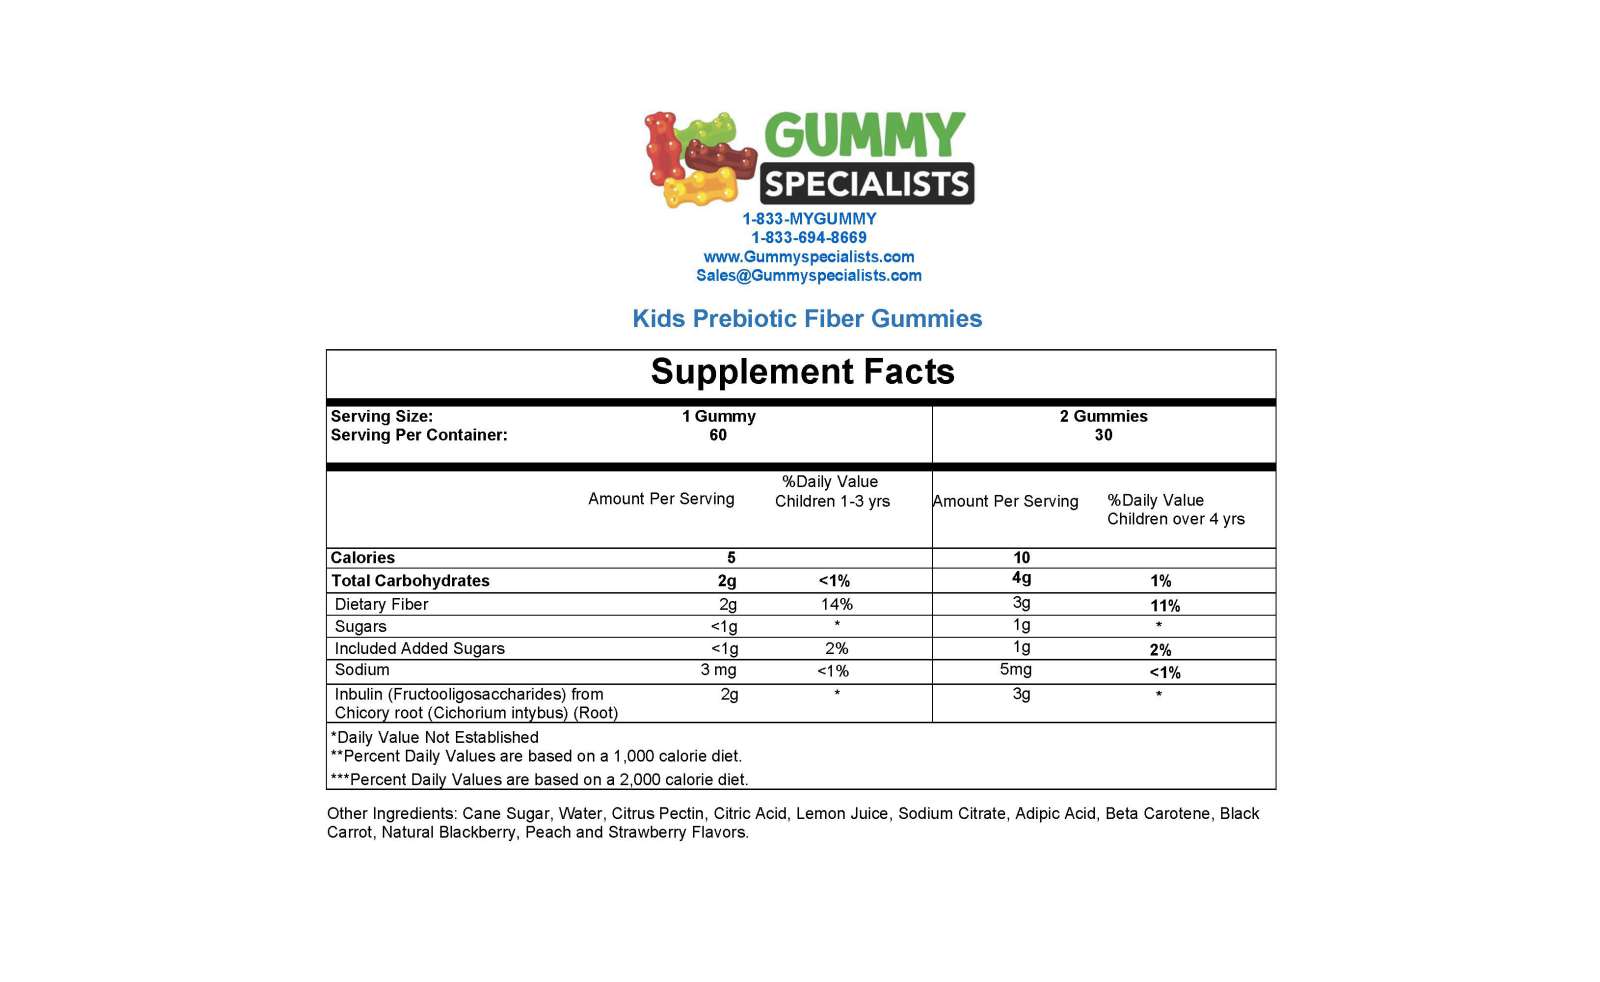 GUMMY
SPECIALISTS
1-833-MYGUMMY
1-833-694-8669
www.Gummyspecialists.com
Sales@Gummyspecialists.com
Kids Prebiotic Fiber Gummies
Supplement Facts
Serving Size: 1 Gummy 2 Gummies
Serving Per Container: 60 30
%Daily Value
Amount Per Serving Children 1-3 yrs Amount Per Serving %Daily Value
Children over 4 yrs
Calories 5 10
Total Carbohydrates 2g <1% 4g 1%
Dietary Fiber 2g 14% 3g 11%
Sugars <1g * 1g *
Included Added Sugars <1g 2% 1g 2%
Sodium 3 mg <1% 5mg <1%
Inbulin (Fructooligosaccharides) from 2g * 3g *
Chicory root (Cichorium intybus) (Root)
*Daily Value Not Established
**Percent Daily Values are based on a 1,000 calorie diet.
***Percent Daily Values are based on a 2,000 calorie diet.
Other Ingredients: Cane Sugar, Water, Citrus Pectin, Citric Acid, Lemon Juice, Sodium Citrate, Adipic Acid, Beta Carotene, Black
Carrot, Natural Blackberry, Peach and Strawberry Flavors.